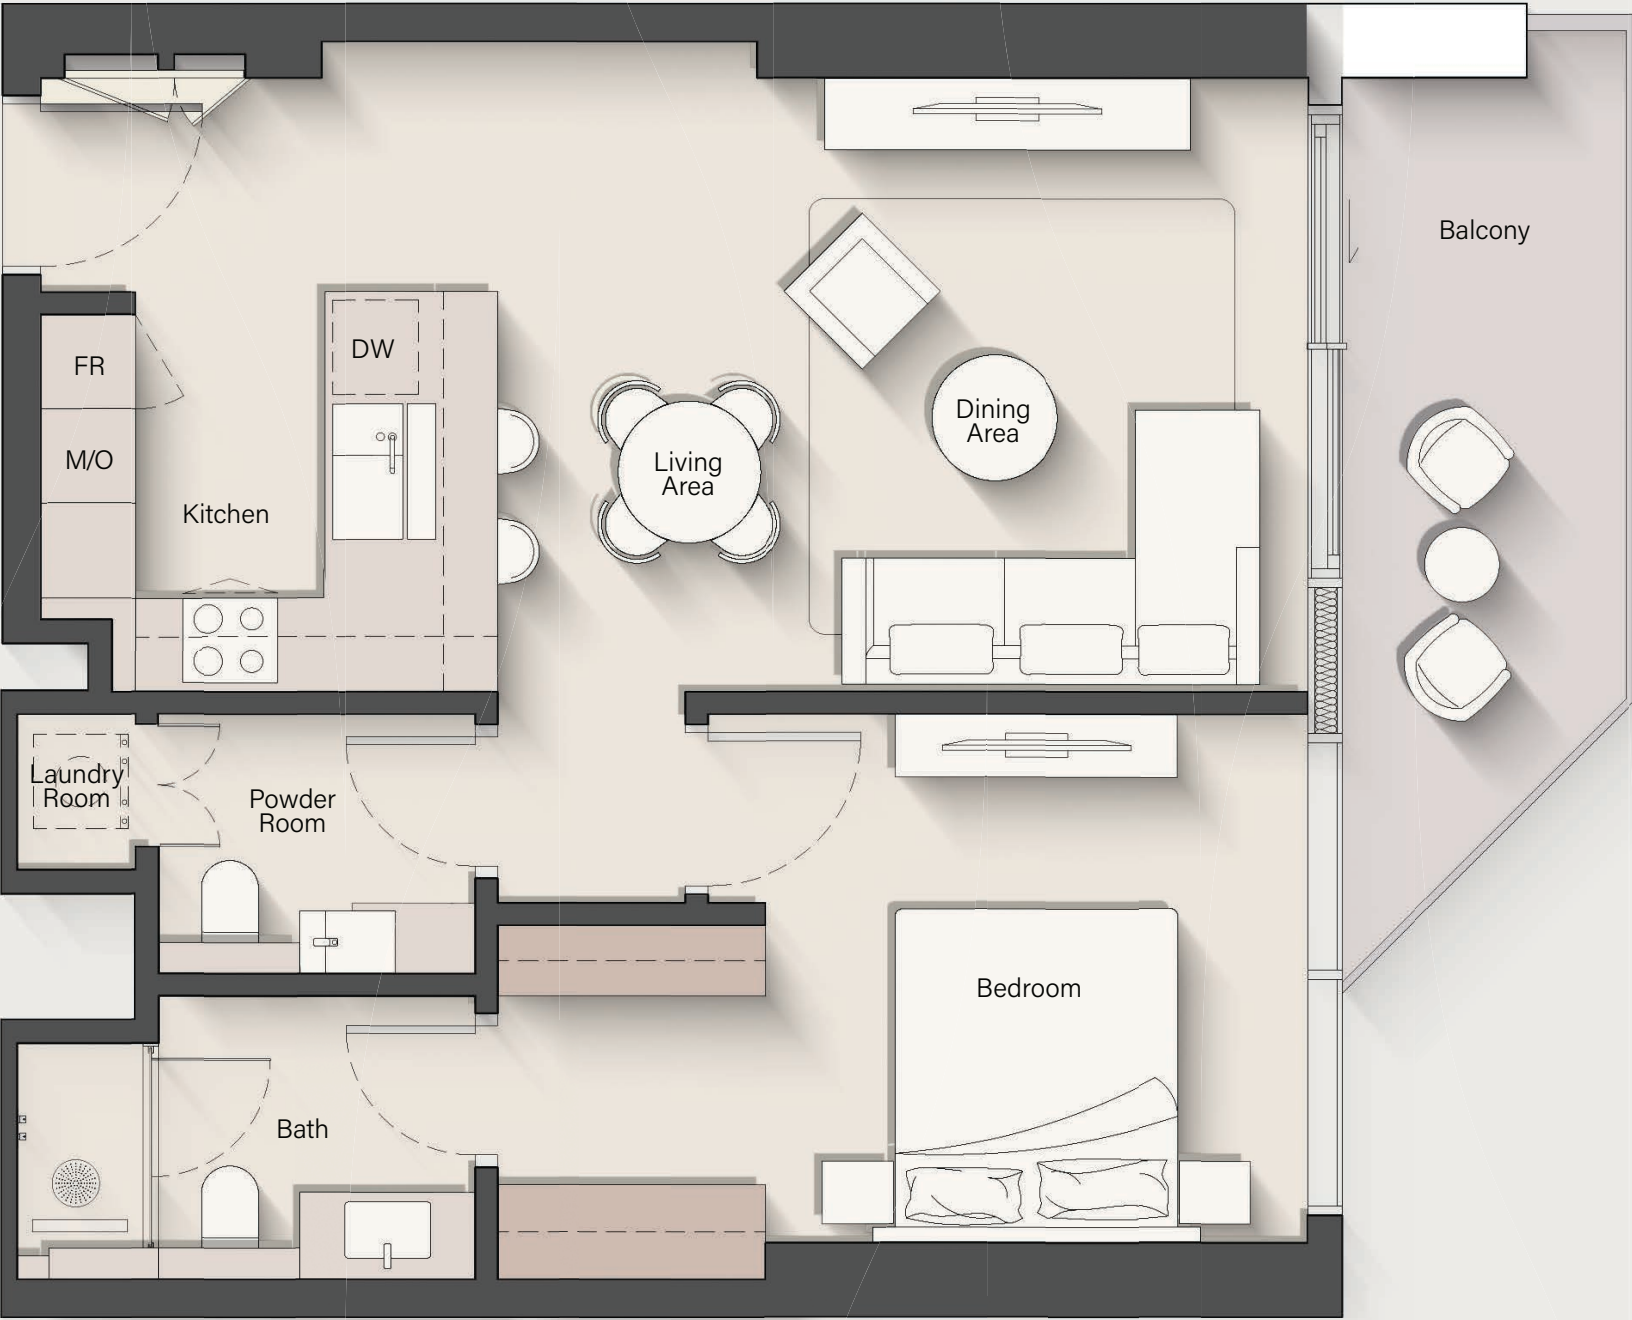 Balcony
FR
DW
M/O
Kitchen
Living
Area
Dining
Area
Laundry
Room
Powder
Room
Bedroom
Bath